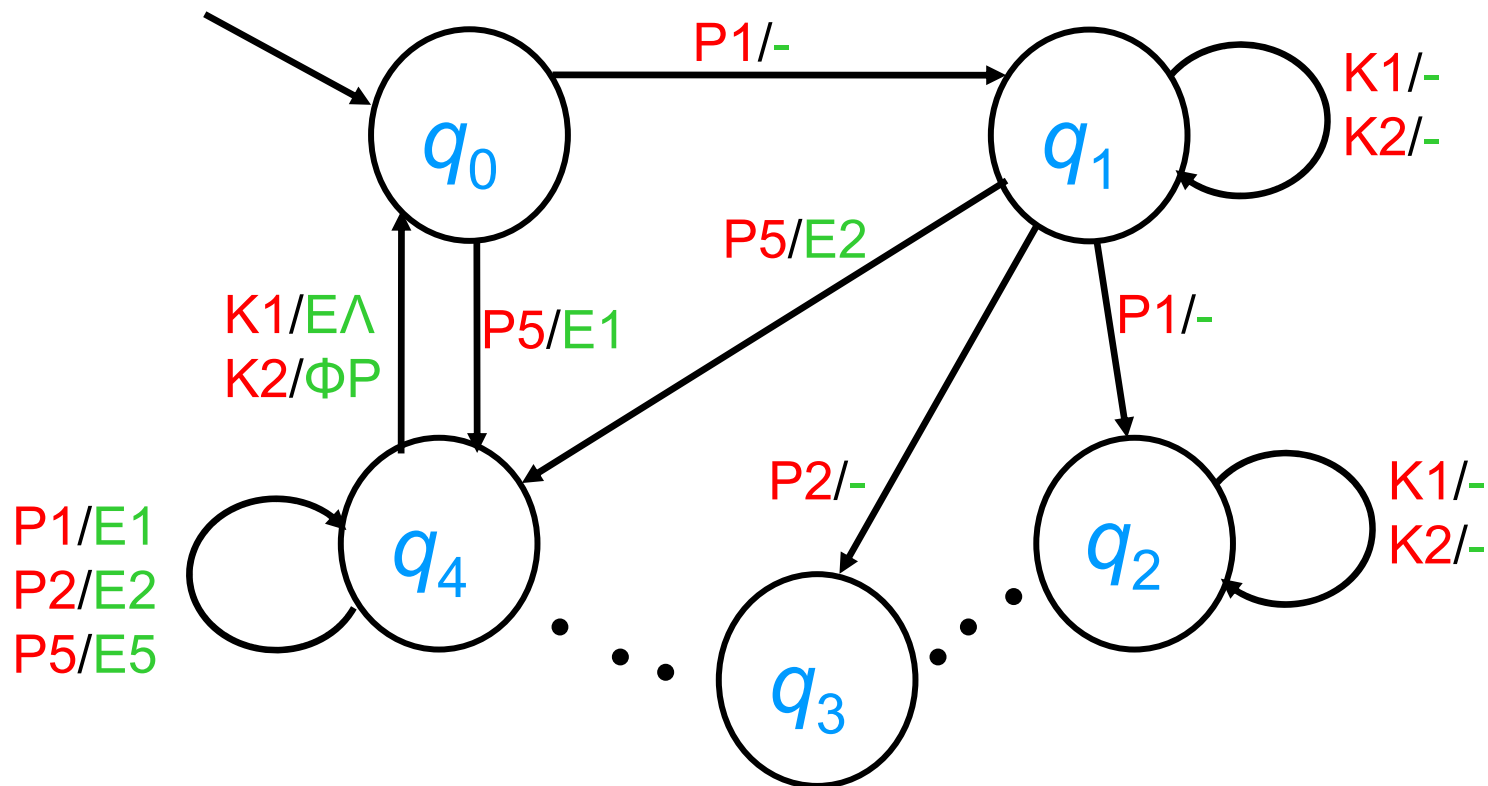 P1/-
K1/-
K2/-
q0
q1
P5/E2
K1/ΕΛ
K2/ΦΡ
P5/E1
P1/-
P2/-
K1/-
K2/-
P1/E1
P2/E2
P5/E5
q4
q2
q3